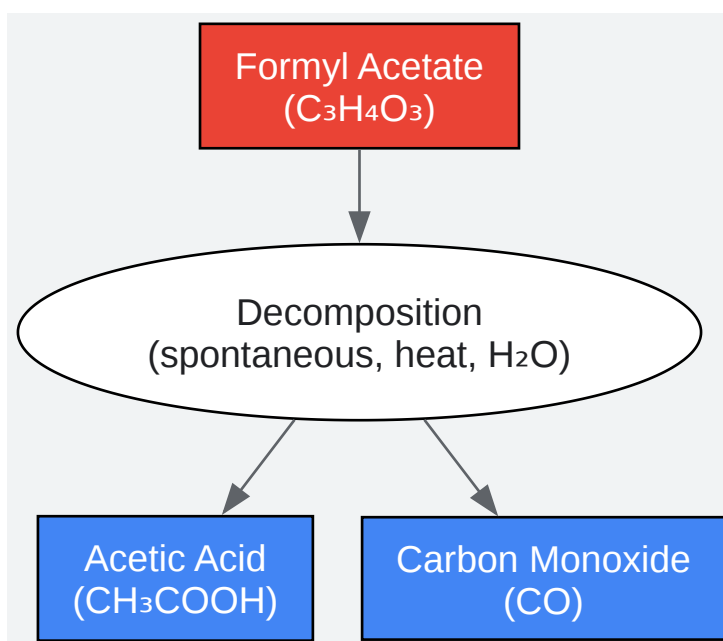 Formyl Acetate
(C₃H₄O₃)
Decomposition
(spontaneous, heat, H₂O)
Acetic Acid
(CH₃COOH)
Carbon Monoxide
(CO)